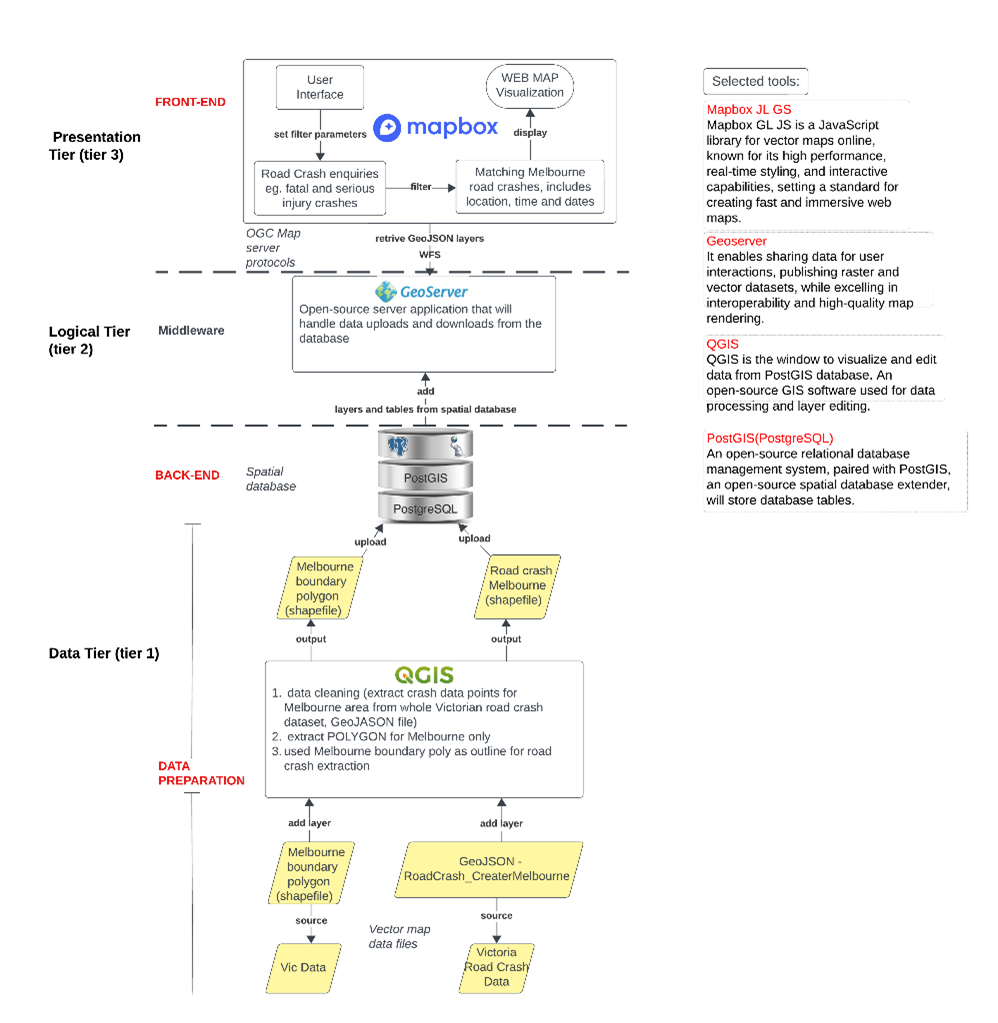 FRONT-END
Presentation
Tier (tier 3)
User
Interface
WEB MAP
Visualization
set filter parameters
mapbox
display
Road Crash enquiries
eg. fatal and serious
injury crashes
filter
Matching Melbourne
road crashes, includes
location, time and dates
OGC Map
server
protocols
retrive GeoJSON layers
WFS
Logical Tier
(tier 2)
Middleware
GeoServer
Open-source server application that will
handle data uploads and downloads from the
database
add
layers and tables from spatial database
BACK-END
Spatial
database
PostGIS
PostgreSQL
upload
upload
Melbourne
boundary
polygon
(shapefile)
Road crash
Melbourne
(shapefile)
output
output
Data Tier (tier 1)
QGIS
1. data cleaning (extract crash data points for
Melbourne area from whole Victorian road crash
dataset, GeoJASON file)
2. extract POLYGON for Melbourne only
3. used Melbourne boundary poly as outline for road
crash extraction
DATA
PREPARATION
add layer
add layer
Melbourne
boundary
polygon
(shapefile)
GeoJSON -
RoadCrash_CreaterMelbourne
source
source
Vector map
data files
Vic Data
Victoria
Road Crash
Data
Selected tools:
Mapbox JL GS
Mapbox GL JS is a JavaScript
library for vector maps online,
known for its high performance,
real-time styling, and interactive
capabilities, setting a standard for
creating fast and immersive web
maps.
Geoserver
It enables sharing data for user
interactions, publishing raster and
vector datasets, while excelling in
interoperability and high-quality map
rendering.
QGIS
QGIS is the window to visualize and edit
data from PostGIS database. An
open-source GIS software used for data
processing and layer editing.
PostGIS(PostgreSQL)
An open-source relational database
management system, paired with PostGIS,
an open-source spatial database extender,
will store database tables.